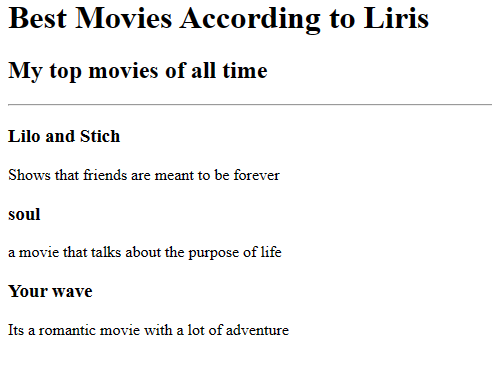 Best Movies According to Liris
My top movies of all time
Lilo and Stich
Shows that friends are meant to be forever
soul
a movie that talks about the purpose of life
Your wave
Its a romantic movie with a lot of adventure